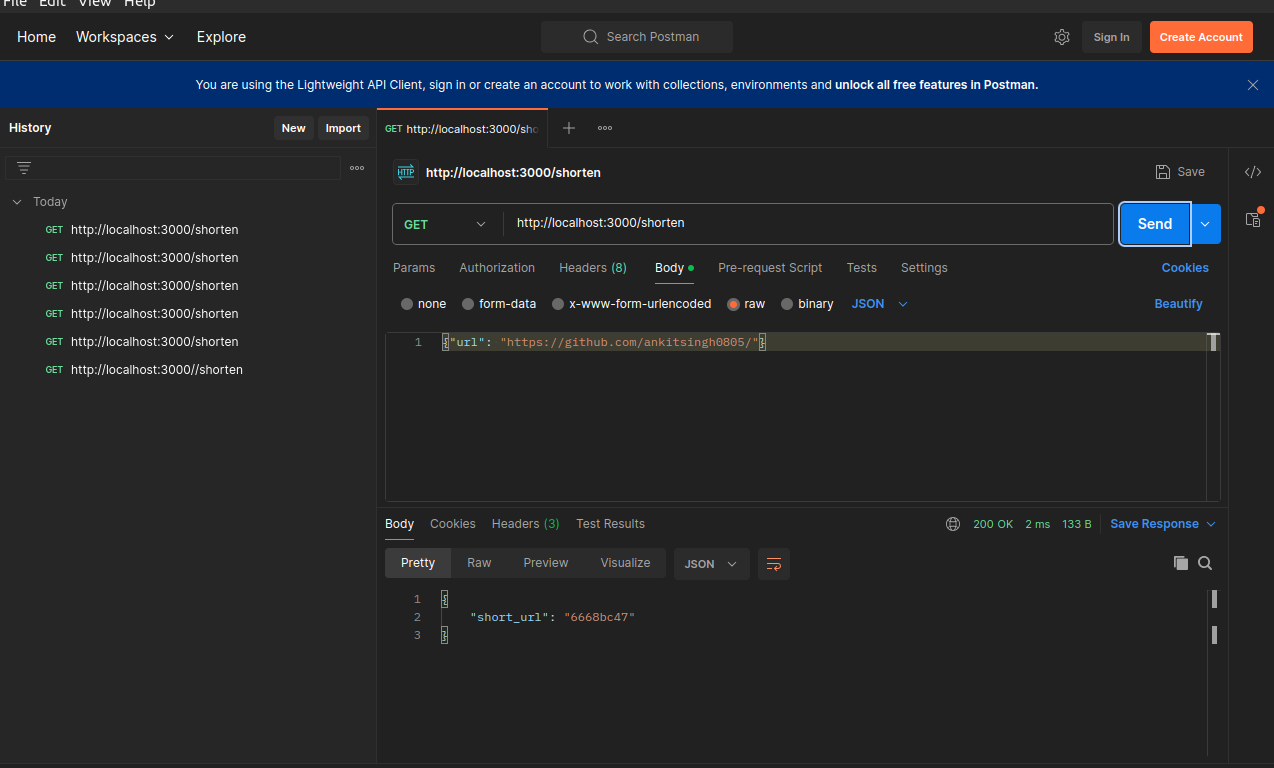 File Edit View Help
Home Workspaces Explore Search Postman Sign In Create Account
You are using the Lightweight API Client, sign in or create an account to work with collections, environments and unlock all free features in Postman.
History New Import
GET http://localhost:3000/sho
HTTP http://localhost:3000/shorten Save
Today
GET http://localhost:3000/shorten
GET http://localhost:3000/shorten
GET http://localhost:3000/shorten
GET http://localhost:3000/shorten
GET http://localhost:3000/shorten
GET http://localhost:3000//shorten
GET http://localhost:3000/shorten Send
Params Authorization Headers (8) Body Pre-request Script Tests Settings Cookies
none form-data x-www-form-urlencoded raw binary JSON Beautify
1 {"url": "https://github.com/ankitsingh0805/"}
Body Cookies Headers (3) Test Results 200 OK 2 ms 133 B Save Response
Pretty Raw Preview Visualize JSON
1 {
2 "short_url": "6668bc47"
3 }